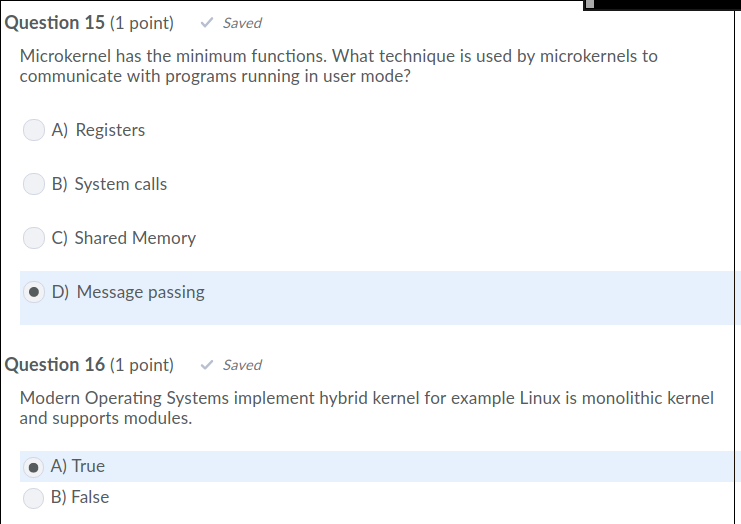 Question 15 (1 point) Saved
Microkernel has the minimum functions. What technique is used by microkernels to
communicate with programs running in user mode?
A) Registers
B) System calls
C) Shared Memory
D) Message passing
Question 16 (1 point) Saved
Modern Operating Systems implement hybrid kernel for example Linux is monolithic kernel
and supports modules.
A) True
B) False